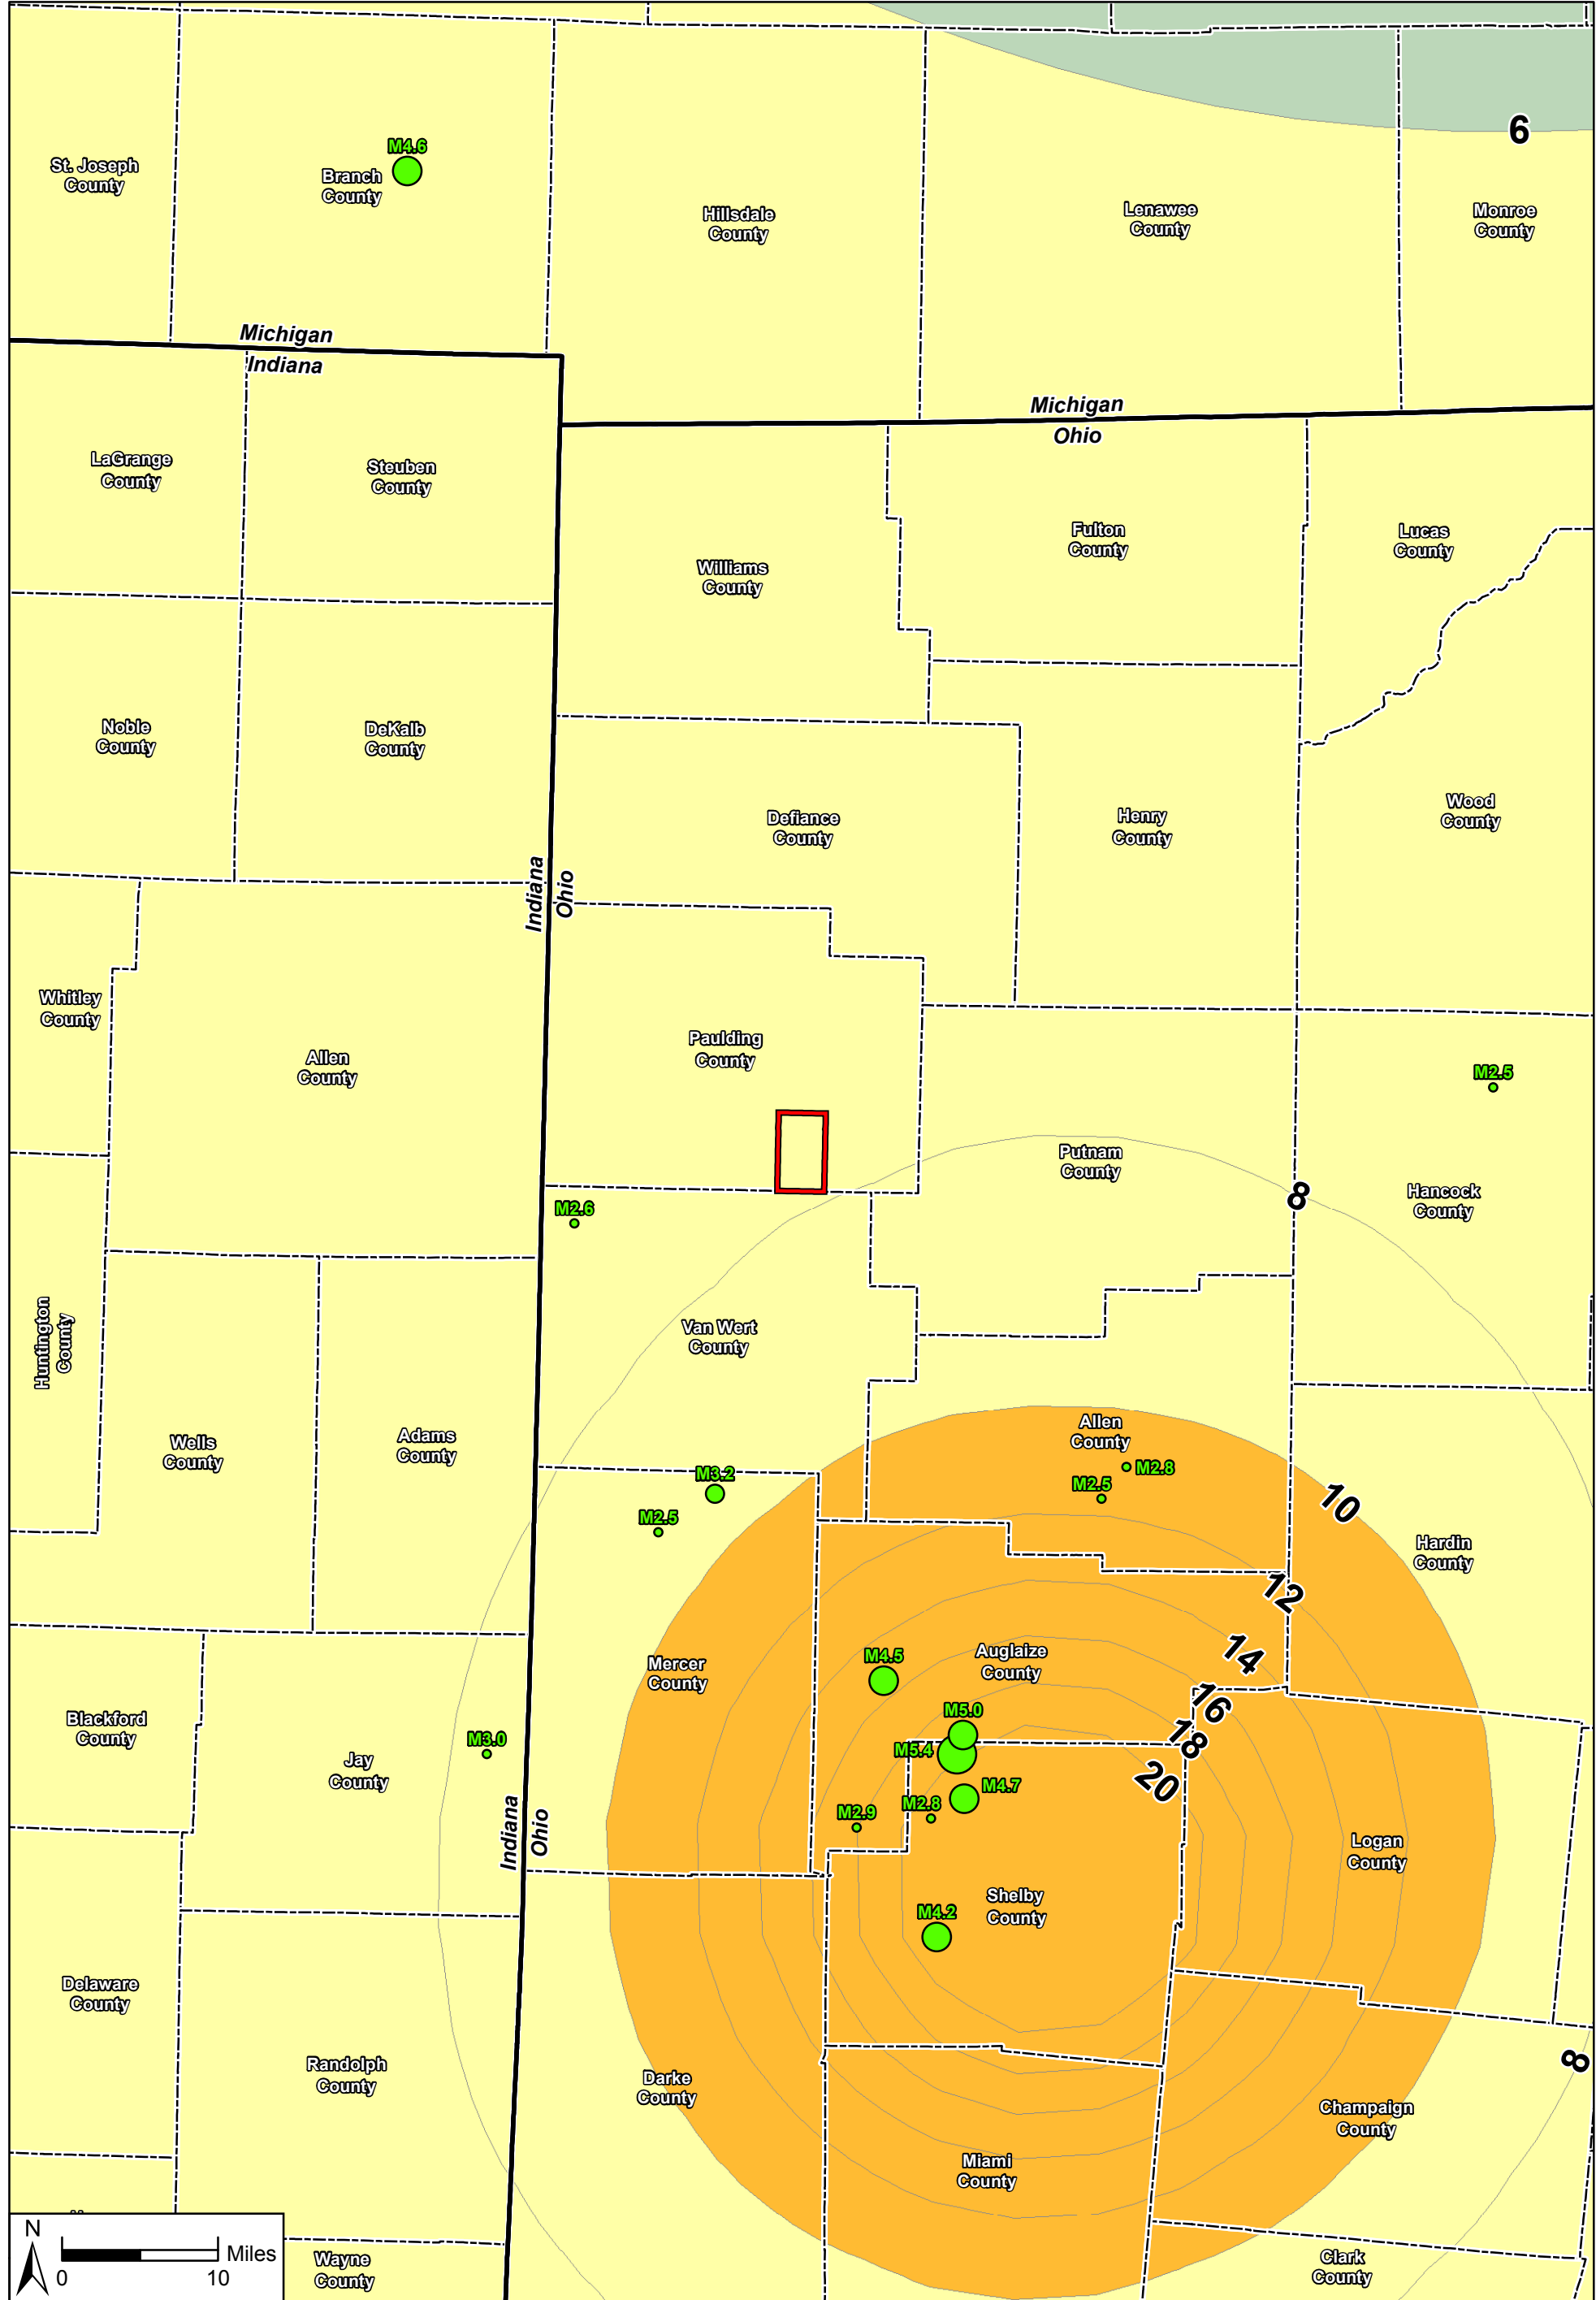 6
M4.6
St. Joseph
County
Branch
County
Hillsdale
County
Lenawee
County
Monroe
County
Michigan
Indiana
Michigan
Ohio
LaGrange
County
Steuben
County
Williams
County
Fulton
County
Lucas
County
Noble
County
DeKalb
County
Defiance
County
Henry
County
Wood
County
Indiana
Ohio
Whitley
County
Allen
County
Paulding
County
M2.5
Putnam
County
8
Hancock
County
M2.6
Huntington
County
Van Wert
County
Wells
County
Adams
County
Allen
County
M2.8
M2.5
M3.2
M2.5
10
Hardin
County
12
Mercer
County
M4.5
Auglaize
County
14
16
18
20
Blackford
County
Jay
County
M3.0
M5.0
M5.4
M4.7
M2.8
M2.9
Indiana
Ohio
Logan
County
Shelby
County
M4.2
Delaware
County
Randolph
County
Darke
County
8
Champaign
County
Miami
County
Clark
County
Wayne
County
N
Miles
0
10